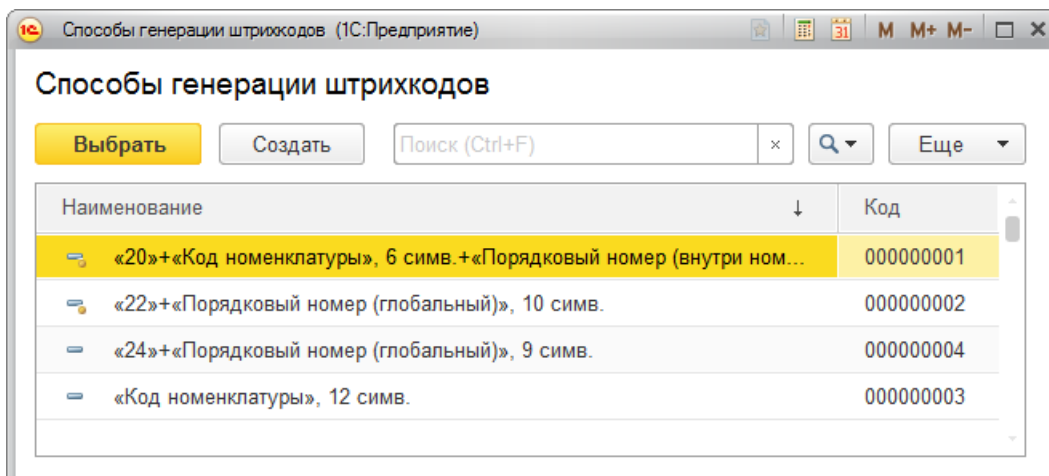 1С Способы генерации штрихкодов (1С:Предприятие) 31 M M+ M-
Способы генерации штрихкодов
Выбрать Создать Поиск (Ctrl+F) × Еще
Наименование ↓ Код
«20»+«Код номенклатуры», 6 симв.+«Порядковый номер (внутри ном... 000000001
«22»+«Порядковый номер (глобальный)», 10 симв. 000000002
«24»+«Порядковый номер (глобальный)», 9 симв. 000000004
«Код номенклатуры», 12 симв. 000000003